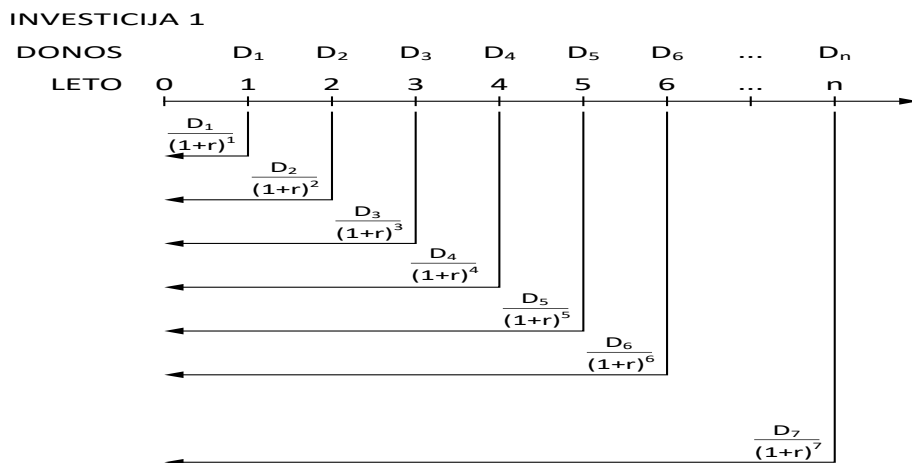 INVESTICIJA 1
DONOS D₁ D₂ D₃ D₄ D₅ D₆ ... Dₙ
LETO 0 1 2 3 4 5 6 ... n
D₁
(1+r)¹
D₂
(1+r)²
D₃
(1+r)³
D₄
(1+r)⁴
D₅
(1+r)⁵
D₆
(1+r)⁶
D₇
(1+r)⁷